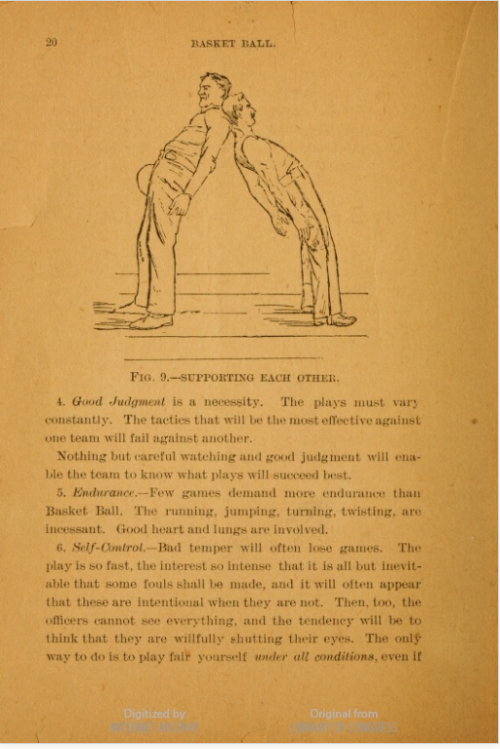 20
BASKET BALL.
FIG. 9.—SUPPORTING EACH OTHER.
4. Good Judgment is a necessity. The plays must vary
constantly. The tactics that will be the most effective against
one team will fail against another.
Nothing but careful watching and good judgment will ena-
ble the team to know what plays will succeed best.
5. Endurance.—Few games demand more endurance than
Basket Ball. The running, jumping, turning, twisting, are
incessant. Good heart and lungs are involved.
6. Self-Control.—Bad temper will often lose games. The
play is so fast, the interest so intense that it is all but inevit-
able that some fouls shall be made, and it will often appear
that these are intentional when they are not. Then, too, the
officers cannot see everything, and the tendency will be to
think that they are willfully shutting their eyes. The only
way to do is to play fair yourself under all conditions, even if
Digitized by
Original from